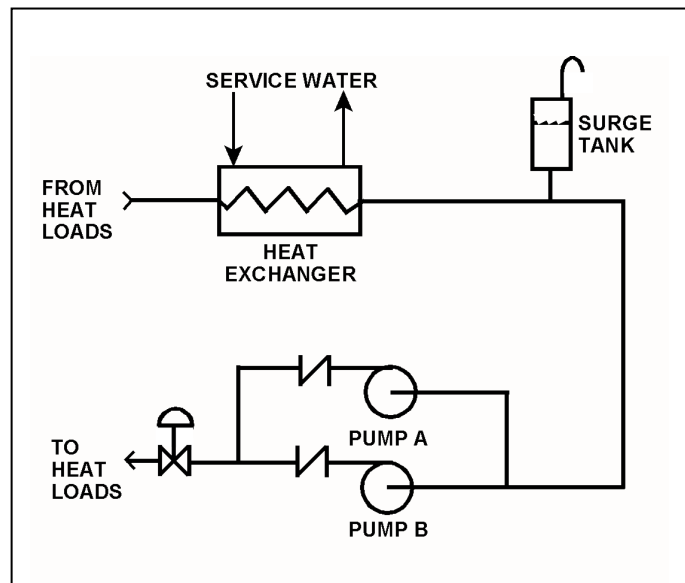 SERVICE WATER
SURGE
TANK
FROM
HEAT
LOADS
HEAT
EXCHANGER
PUMP A
TO
HEAT
LOADS
PUMP B